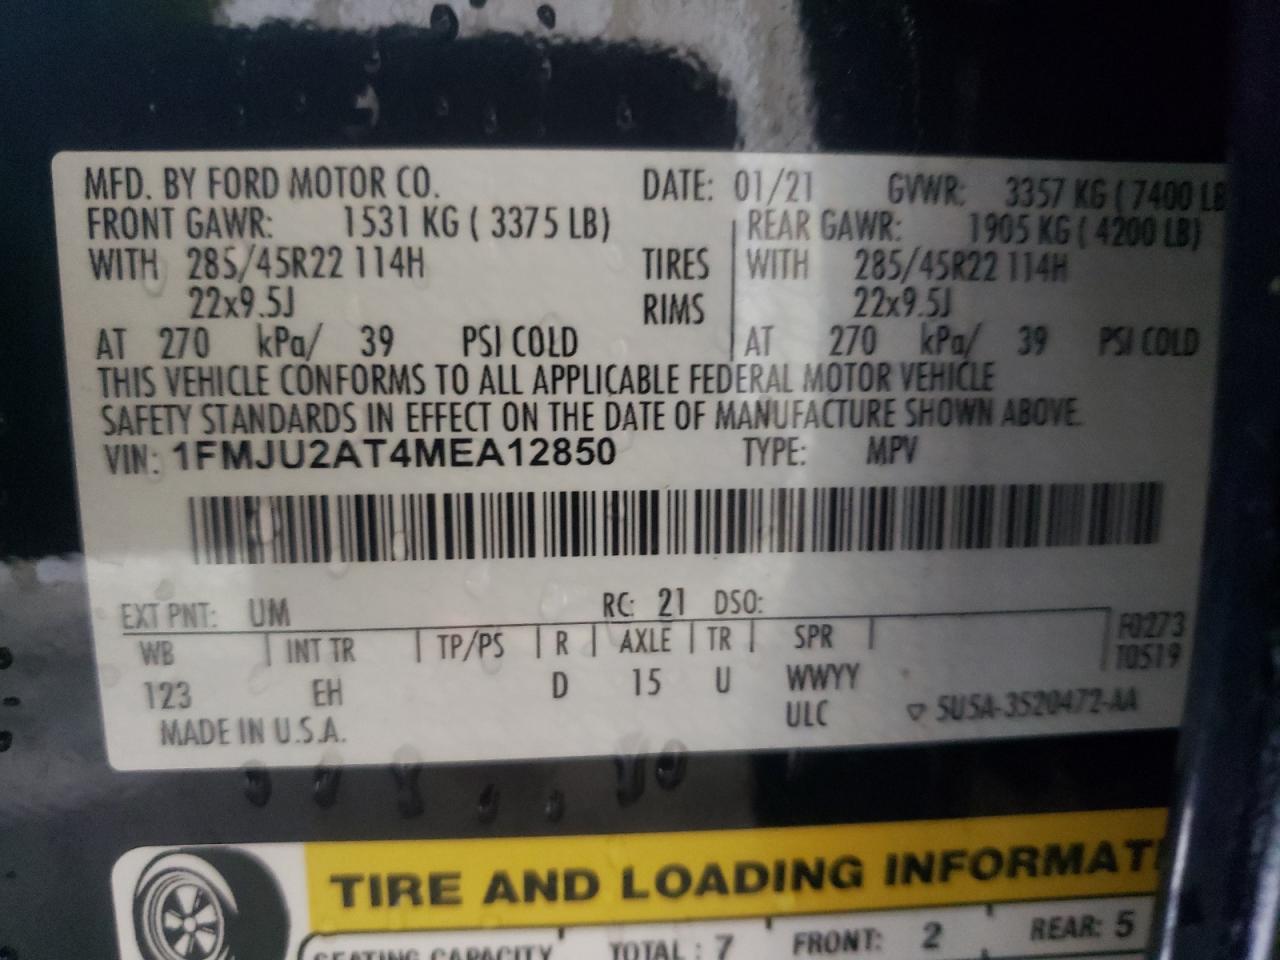 MFD. BY FORD MOTOR CO. DATE: 01/21 GVWR: 3357 KG ( 7400 LB
FRONT GAWR: 1531 KG ( 3375 LB) REAR GAWR: 1905 KG ( 4200 LB)
WITH 285/45R22 114H TIRES WITH 285/45R22 114H
22x9.5J RIMS 22x9.5J
AT 270 kPa/ 39 PSI COLD AT 270 kPa/ 39 PSI COLD
THIS VEHICLE CONFORMS TO ALL APPLICABLE FEDERAL MOTOR VEHICLE
SAFETY STANDARDS IN EFFECT ON THE DATE OF MANUFACTURE SHOWN ABOVE.
VIN: 1FMJU2AT4MEA12850 TYPE: MPV
EXT PNT: UM RC: 21 DSO:
WB INT TR TP/PS R AXLE TR SPR F0273
T0519
123 EH D 15 U WWYY
ULC ▽ 5U5A-3520472-AA
MADE IN U.S.A.
TIRE AND LOADING INFORMATI
SEATING CAPACITY TOTAL : 7 FRONT: 2 REAR: 5